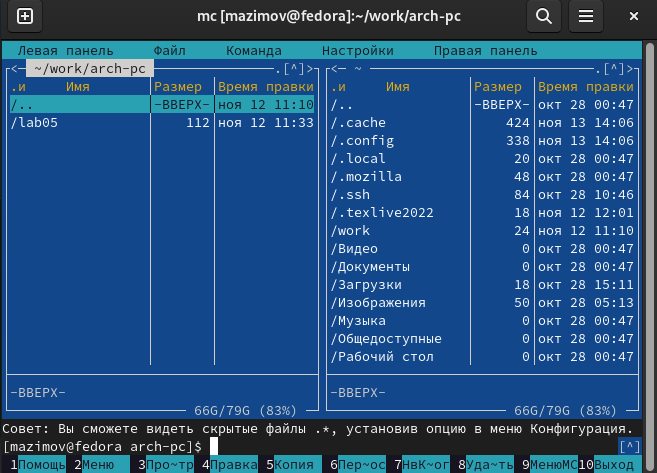 mc [mazimov@fedora]:~/work/arch-pc
Левая панель Файл Команда Настройки Правая панель
<─ ~/work/arch-pc .[^]> <─ ~ .[^]>
.и Имя Размер Время правки .и Имя Размер Время правки
/.. -ВВЕРХ- ноя 12 11:10 /.. -ВВЕРХ- окт 28 00:47
/lab05 112 ноя 12 11:33 /.cache 424 ноя 13 14:06
/.config 338 ноя 13 14:06
/.local 20 окт 28 00:47
/.mozilla 48 окт 28 00:47
/.ssh 84 окт 28 10:46
/.texlive2022 18 ноя 12 12:01
/work 24 ноя 12 11:10
/Видео 0 окт 28 00:47
/Документы 0 окт 28 00:47
/Загрузки 18 окт 28 15:11
/Изображения 50 окт 28 05:13
/Музыка 0 окт 28 00:47
/Общедоступные 0 окт 28 00:47
/Рабочий стол 0 окт 28 00:47
-ВВЕРХ- -ВВЕРХ-
66G/79G (83%) 66G/79G (83%)
Совет: Вы сможете видеть скрытые файлы .*, установив опцию в меню Конфигурация.
[mazimov@fedora arch-pc]$ [^]
1Помощь 2Меню 3Про~тр 4Правка 5Копия 6Пер~ос 7НвК~ог 8Уда~ть 9МенюMC10Выход